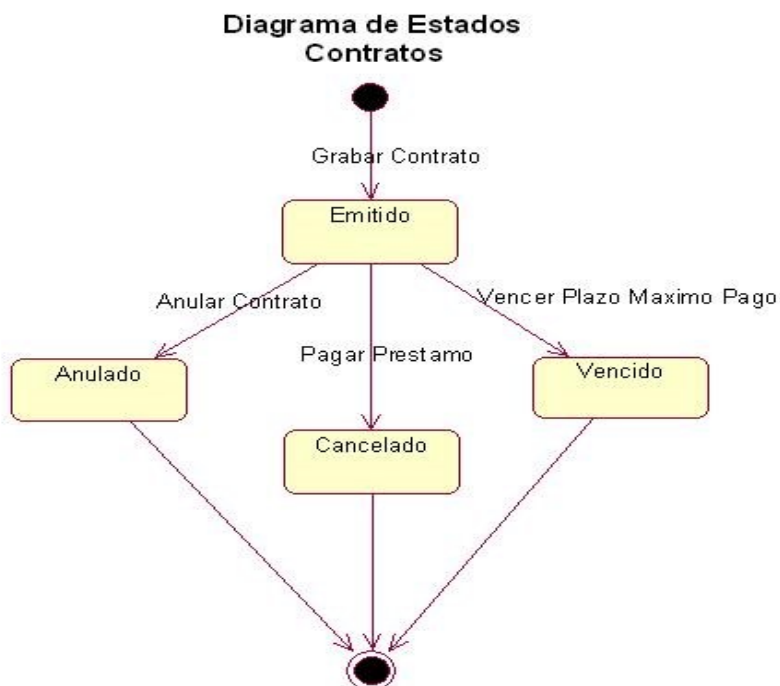 Diagrama de Estados
Contratos
Grabar Contrato
Emitido
Anular Contrato
Vencer Plazo Maximo Pago
Pagar Prestamo
Anulado
Vencido
Cancelado